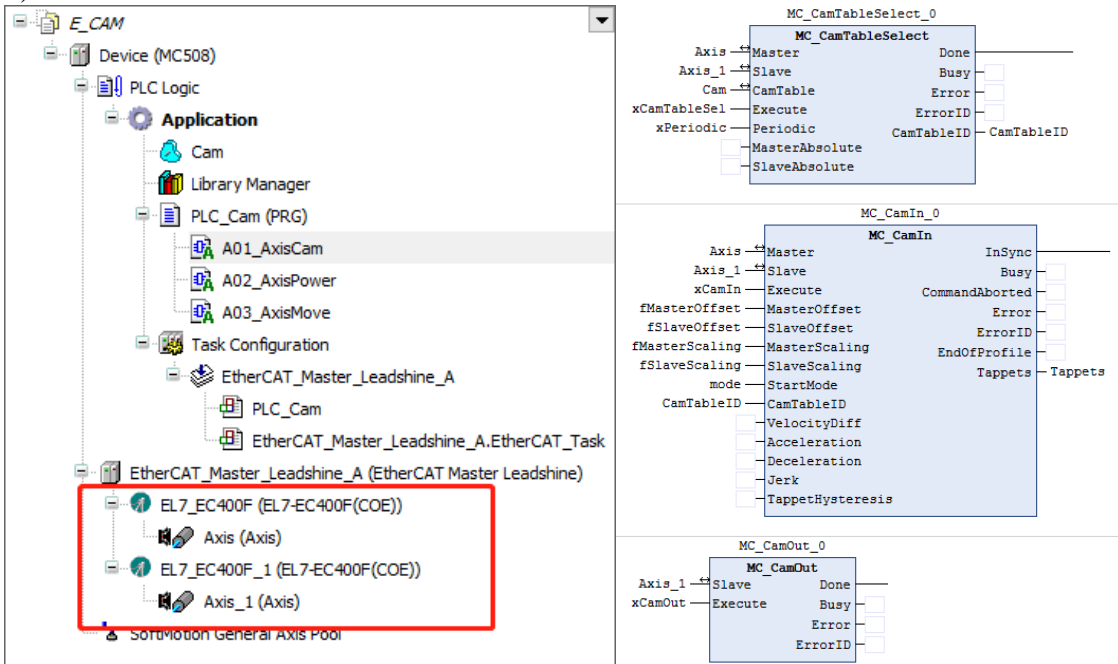 E_CAM
Device (MC508)
PLC Logic
Application
Cam
Library Manager
PLC_Cam (PRG)
A01_AxisCam
A02_AxisPower
A03_AxisMove
Task Configuration
EtherCAT_Master_Leadshine_A
PLC_Cam
EtherCAT_Master_Leadshine_A.EtherCAT_Task
EtherCAT_Master_Leadshine_A (EtherCAT Master Leadshine)
EL7_EC400F (EL7-EC400F(COE))
Axis (Axis)
EL7_EC400F_1 (EL7-EC400F(COE))
Axis_1 (Axis)
SoftMotion General Axis Pool
MC_CamTableSelect_0
MC_CamTableSelect
Axis Master Done
Axis_1 Slave Busy
Cam CamTable Error
xCamTableSel Execute ErrorID
xPeriodic Periodic CamTableID CamTableID
MasterAbsolute
SlaveAbsolute
MC_CamIn_0
MC_CamIn
Axis Master InSync
Axis_1 Slave Busy
xCamIn Execute CommandAborted
fMasterOffset MasterOffset Error
fSlaveOffset SlaveOffset ErrorID
fMasterScaling MasterScaling EndOfProfile
fSlaveScaling SlaveScaling Tappets Tappets
mode StartMode
CamTableID CamTableID
VelocityDiff
Acceleration
Deceleration
Jerk
TappetHysteresis
MC_CamOut_0
MC_CamOut
Axis_1 Slave Done
xCamOut Execute Busy
Error
ErrorID